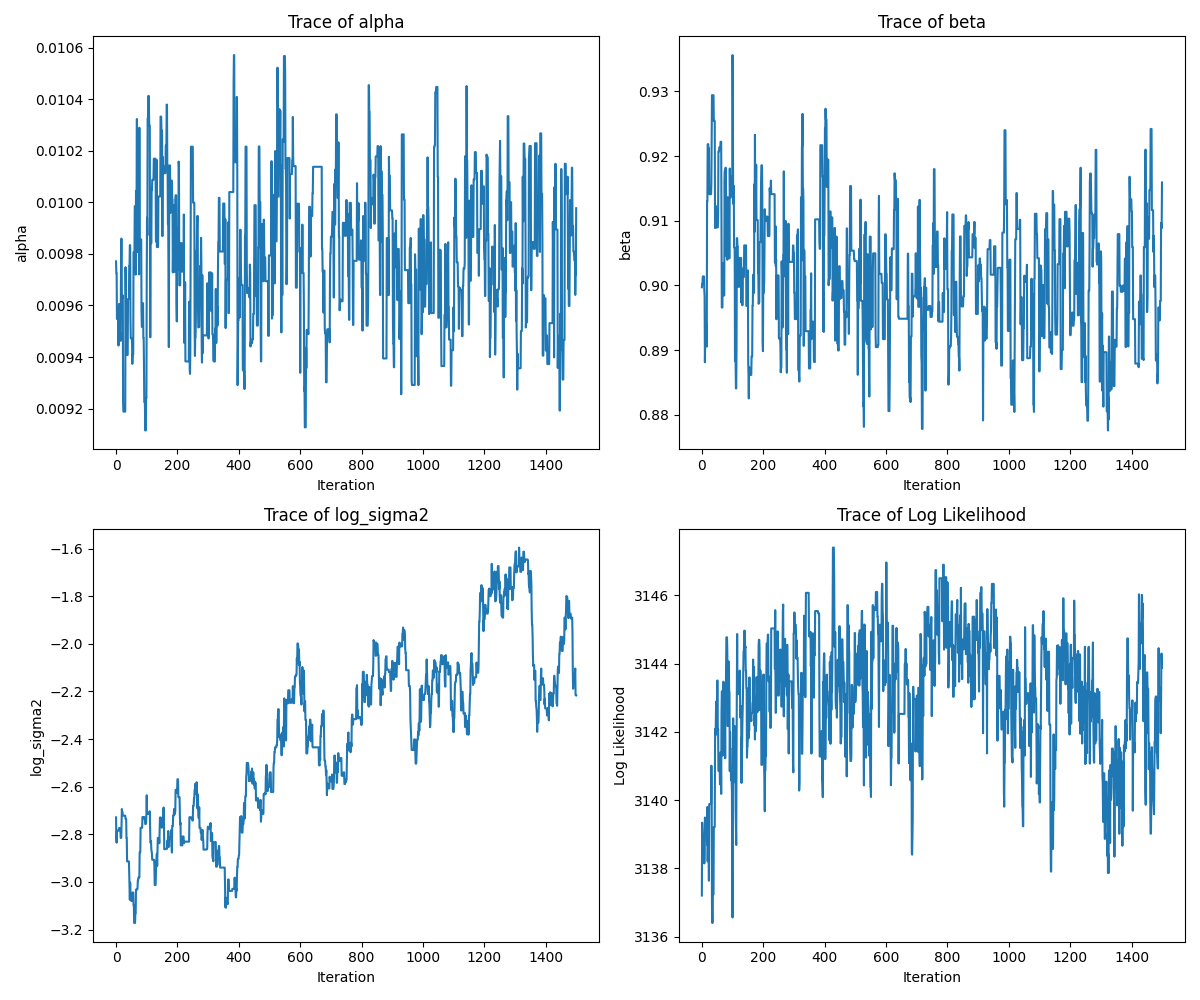 Trace of alpha
alpha
0.0106
0.0104
0.0102
0.0100
0.0098
0.0096
0.0094
0.0092
0 200 400 600 800 1000 1200 1400
Iteration
Trace of beta
beta
0.93
0.92
0.91
0.90
0.89
0.88
0 200 400 600 800 1000 1200 1400
Iteration
Trace of log_sigma2
log_sigma2
−1.6
−1.8
−2.0
−2.2
−2.4
−2.6
−2.8
−3.0
−3.2
0 200 400 600 800 1000 1200 1400
Iteration
Trace of Log Likelihood
Log Likelihood
3146
3144
3142
3140
3138
3136
0 200 400 600 800 1000 1200 1400
Iteration